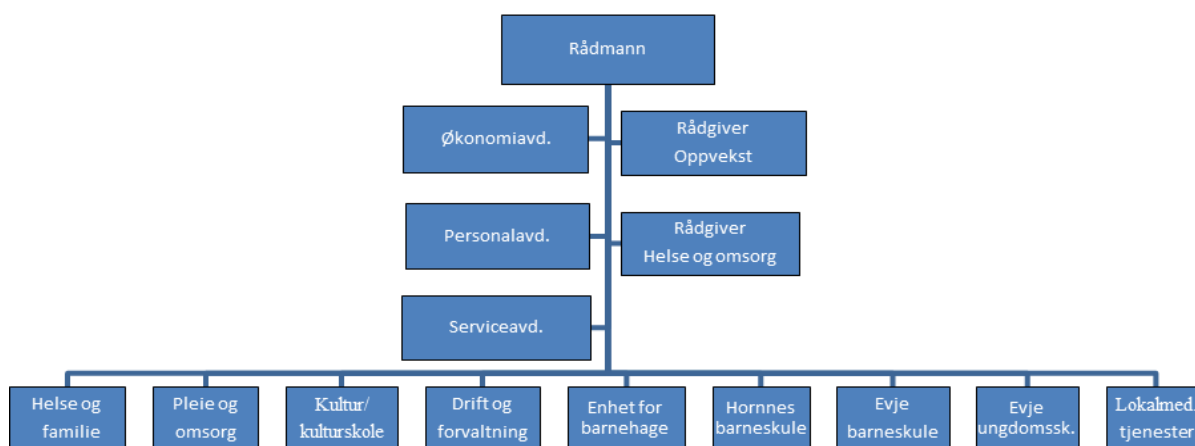 Rådmann
Økonomiavd.
Rådgiver
Oppvekst
Personalavd.
Rådgiver
Helse og omsorg
Serviceavd.
Helse og
familie
Pleie og
omsorg
Kultur/
kulturskole
Drift og
forvaltning
Enhet for
barnehage
Hornnes
barneskule
Evje
barneskule
Evje
ungdomssk.
Lokalmed.
tjenester